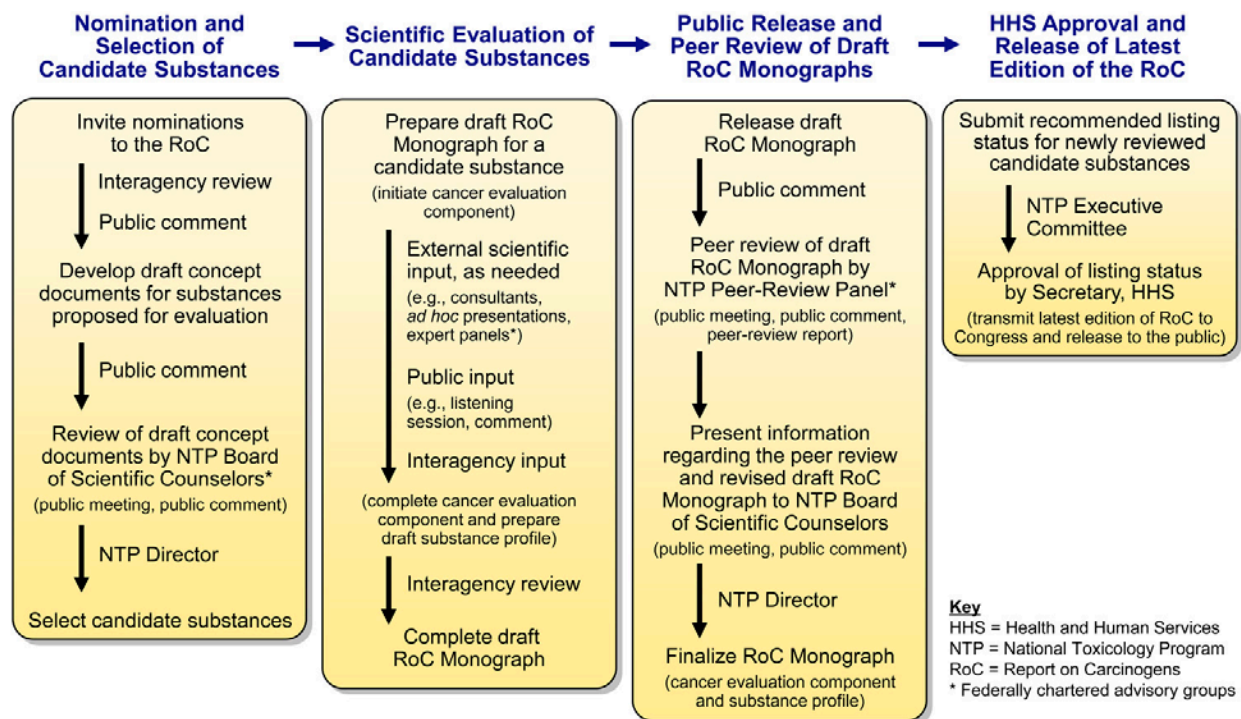 Nomination and
Selection of
Candidate Substances
Invite nominations
to the RoC
Interagency review
Public comment
Develop draft concept
documents for substances
proposed for evaluation
Public comment
Review of draft concept
documents by NTP Board
of Scientific Counselors*
(public meeting, public comment)
NTP Director
Select candidate substances
Scientific Evaluation of
Candidate Substances
Prepare draft RoC
Monograph for a
candidate substance
(initiate cancer evaluation
component)
External scientific
input, as needed
(e.g., consultants,
ad hoc presentations,
expert panels*)
Public input
(e.g., listening
session, comment)
Interagency input
(complete cancer evaluation
component and prepare
draft substance profile)
Interagency review
Complete draft
RoC Monograph
Public Release and
Peer Review of Draft
RoC Monographs
Release draft
RoC Monograph
Public comment
Peer review of draft
RoC Monograph by
NTP Peer-Review Panel*
(public meeting, public comment,
peer-review report)
Present information
regarding the peer review
and revised draft RoC
Monograph to NTP Board
of Scientific Counselors
(public meeting, public comment)
NTP Director
Finalize RoC Monograph
(cancer evaluation component
and substance profile)
HHS Approval and
Release of Latest
Edition of the RoC
Submit recommended listing
status for newly reviewed
candidate substances
NTP Executive
Committee
Approval of listing status
by Secretary, HHS
(transmit latest edition of RoC to
Congress and release to the public)
Key
HHS = Health and Human Services
NTP = National Toxicology Program
RoC = Report on Carcinogens
* Federally chartered advisory groups